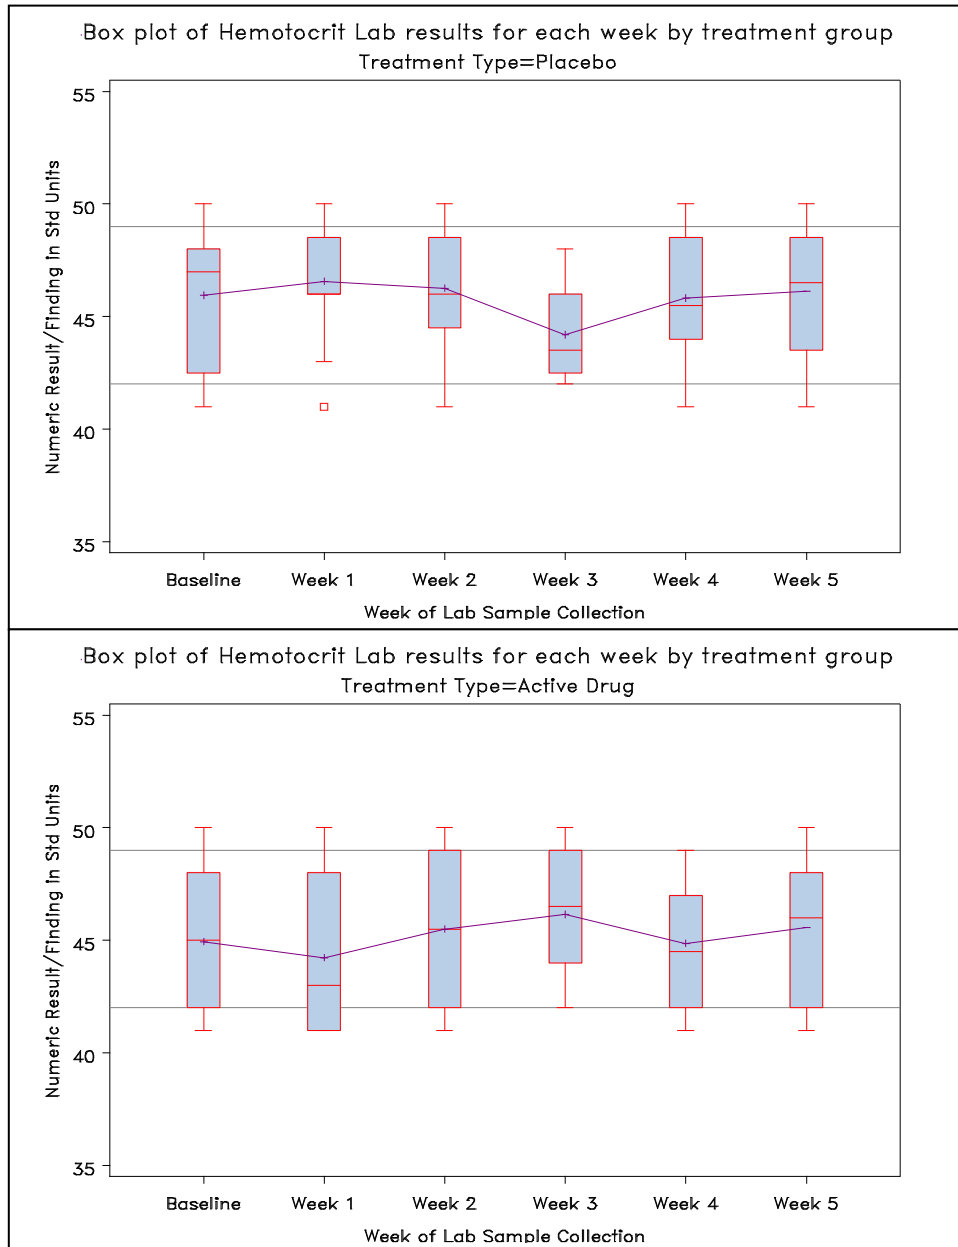 Box plot of Hemotocrit Lab results for each week by treatment group
Treatment Type=Placebo
Numeric Result/Finding in Std Units
55
50
45
40
35
Baseline Week 1 Week 2 Week 3 Week 4 Week 5
Week of Lab Sample Collection
Box plot of Hemotocrit Lab results for each week by treatment group
Treatment Type=Active Drug
Numeric Result/Finding in Std Units
55
50
45
40
35
Baseline Week 1 Week 2 Week 3 Week 4 Week 5
Week of Lab Sample Collection